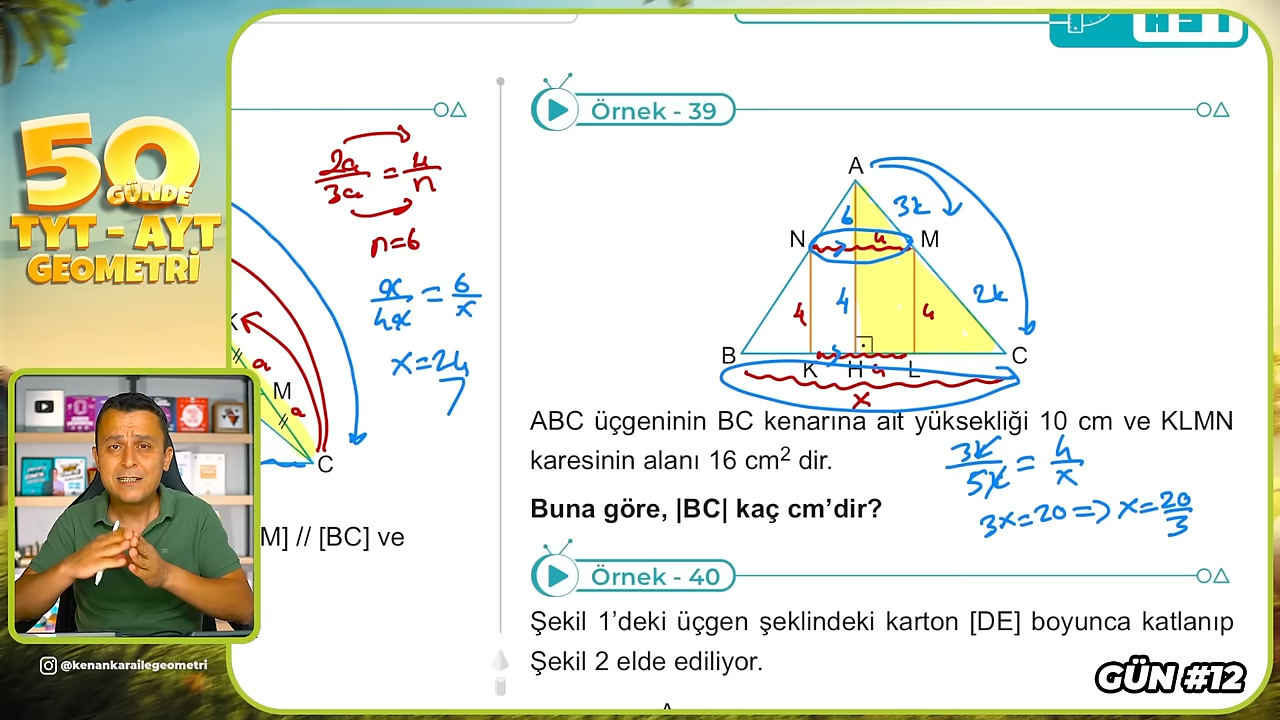 50
GÜNDE
TYT - AYT
GEOMETRİ
2a/3a = 4/n
n=6
x/4x = 6/x
x=24/7
K
a
M
a
C
M] // [BC] ve
@kenankarailegeometri
Örnek - 39
A
6
3k
N
4
M
4
4
4
2k
B
K
H
4
L
C
x
ABC üçgeninin BC kenarına ait yüksekliği 10 cm ve KLMN
karesinin alanı 16 cm² dir.
3k/5k = 4/x
Buna göre, |BC| kaç cm'dir?
3x=20 => x=20/3
Örnek - 40
Şekil 1'deki üçgen şeklindeki karton [DE] boyunca katlanıp
Şekil 2 elde ediliyor.
GÜN #12